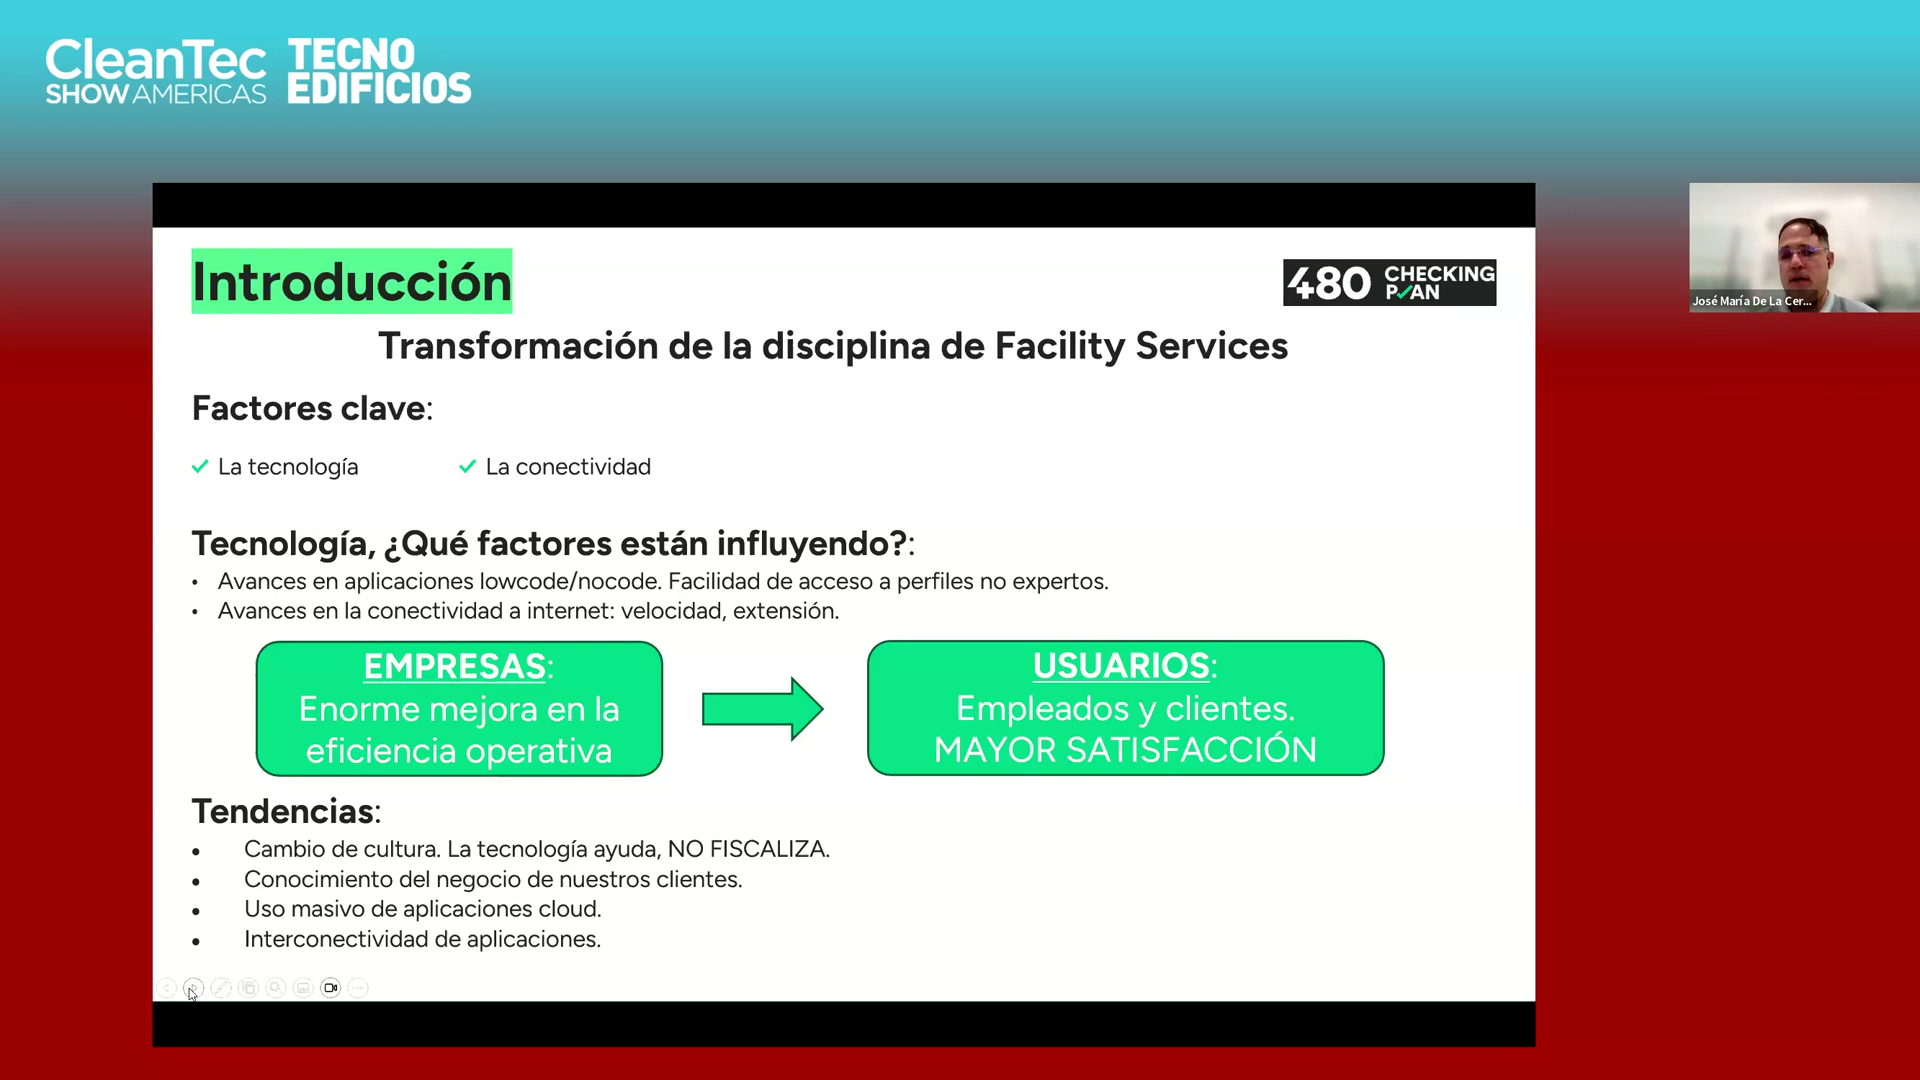 CleanTec
SHOW AMERICAS
TECNO
EDIFICIOS
Introducción
480 CHECKING
PLAN
Transformación de la disciplina de Facility Services
Factores clave:
La tecnología
La conectividad
Tecnología, ¿Qué factores están influyendo?:
• Avances en aplicaciones lowcode/nocode. Facilidad de acceso a perfiles no expertos.
• Avances en la conectividad a internet: velocidad, extensión.
EMPRESAS:
Enorme mejora en la
eficiencia operativa
USUARIOS:
Empleados y clientes.
MAYOR SATISFACCIÓN
Tendencias:
• Cambio de cultura. La tecnología ayuda, NO FISCALIZA.
• Conocimiento del negocio de nuestros clientes.
• Uso masivo de aplicaciones cloud.
• Interconectividad de aplicaciones.
José María De La Cer...